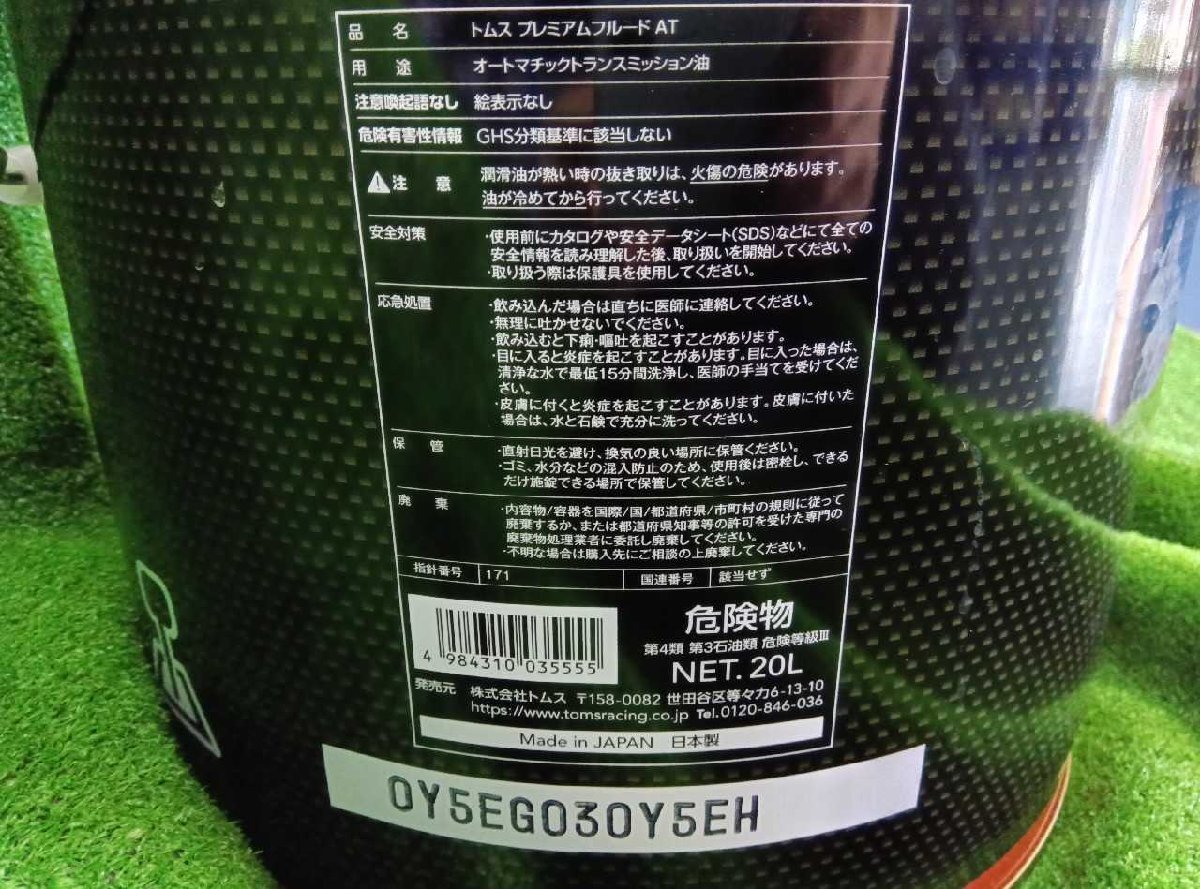 品名 トムス プレミアムフルード AT
用途 オートマチックトランスミッション油
注意喚起語なし 絵表示なし
危険有害性情報 GHS分類基準に該当しない
注意 潤滑油が熱い時の抜き取りは、火傷の危険があります。
油が冷めてから行ってください。
安全対策 ・使用前にカタログや安全データシート(SDS)などにて全ての
安全情報を読み理解した後、取り扱いを開始してください。
・取り扱う際は保護具を使用してください。
応急処置 ・飲み込んだ場合は直ちに医師に連絡してください。
・無理に吐かせないでください。
・飲み込むと下痢・嘔吐を起こすことがあります。
・目に入ると炎症を起こすことがあります。目に入った場合は、
清浄な水で最低15分間洗浄し、医師の手当てを受けてくだ
さい。
・皮膚に付くと炎症を起こすことがあります。皮膚に付いた
場合は、水と石鹸で充分に洗ってください。
保管 ・直射日光を避け、換気の良い場所に保管ください。
・ゴミ、水分などの混入防止のため、使用後は密栓し、できる
だけ施錠できる場所で保管してください。
廃棄 ・内容物/容器を国際/国/都道府県/市町村の規則に従って
廃棄するか、または都道府県知事等の許可を受けた専門の
廃棄物処理業者に委託し廃棄してください。
・不明な場合は購入先にご相談の上廃棄してください。
指針番号 171 国連番号 該当せず
4 984310 035555
危険物
第4類 第3石油類 危険等級Ⅲ
NET. 20L
発売元 株式会社トムス 〒158-0082 世田谷区等々力6-13-10
https://www.tomsracing.co.jp Tel.0120-846-036
Made in JAPAN 日本製
0Y5EG030Y5EH